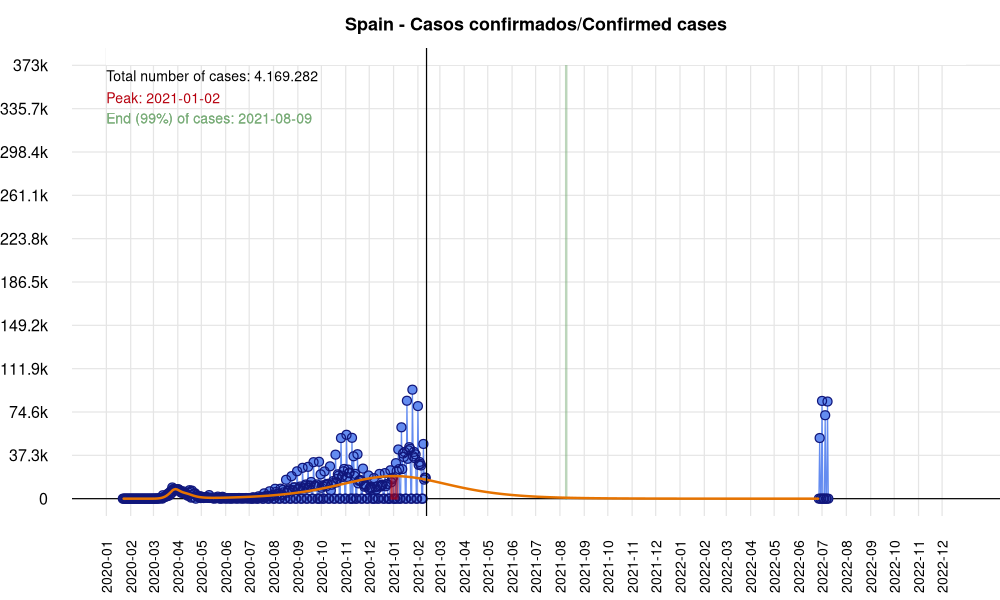 Spain - Casos confirmados/Confirmed cases
373k
335.7k
298.4k
261.1k
223.8k
186.5k
149.2k
111.9k
74.6k
37.3k
0
Total number of cases: 4.169.282
Peak: 2021-01-02
End (99%) of cases: 2021-08-09
2020-01
2020-02
2020-03
2020-04
2020-05
2020-06
2020-07
2020-08
2020-09
2020-10
2020-11
2020-12
2021-01
2021-02
2021-03
2021-04
2021-05
2021-06
2021-07
2021-08
2021-09
2021-10
2021-11
2021-12
2022-01
2022-02
2022-03
2022-04
2022-05
2022-06
2022-07
2022-08
2022-09
2022-10
2022-11
2022-12